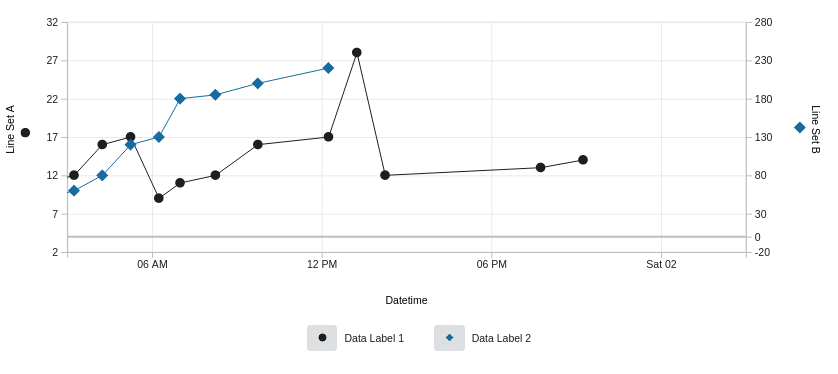 32
27
22
17
12
7
2
Line Set A
280
230
180
130
80
30
0
-20
Line Set B
06 AM
12 PM
06 PM
Sat 02
Datetime
Data Label 1
Data Label 2